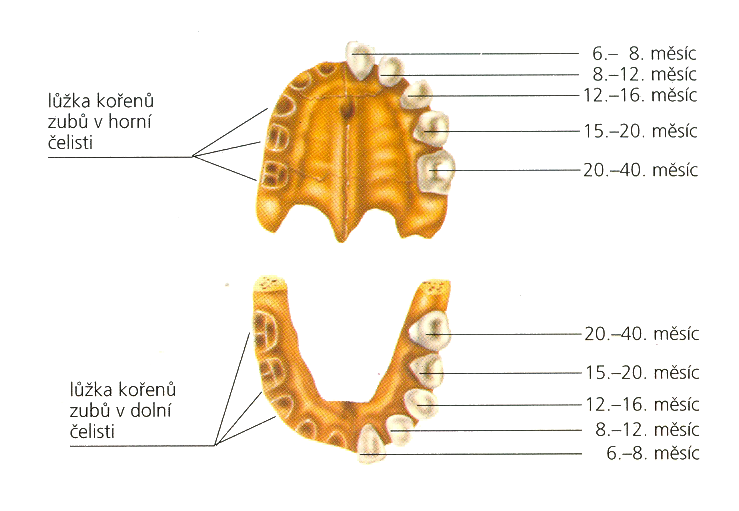 6.– 8. měsíc
8.–12. měsíc
12.–16. měsíc
15.–20. měsíc
20.–40. měsíc
lůžka kořenů
zubů v horní
čelisti
20.–40. měsíc
15.–20. měsíc
12.–16. měsíc
8.–12. měsíc
6.–8. měsíc
lůžka kořenů
zubů v dolní
čelisti